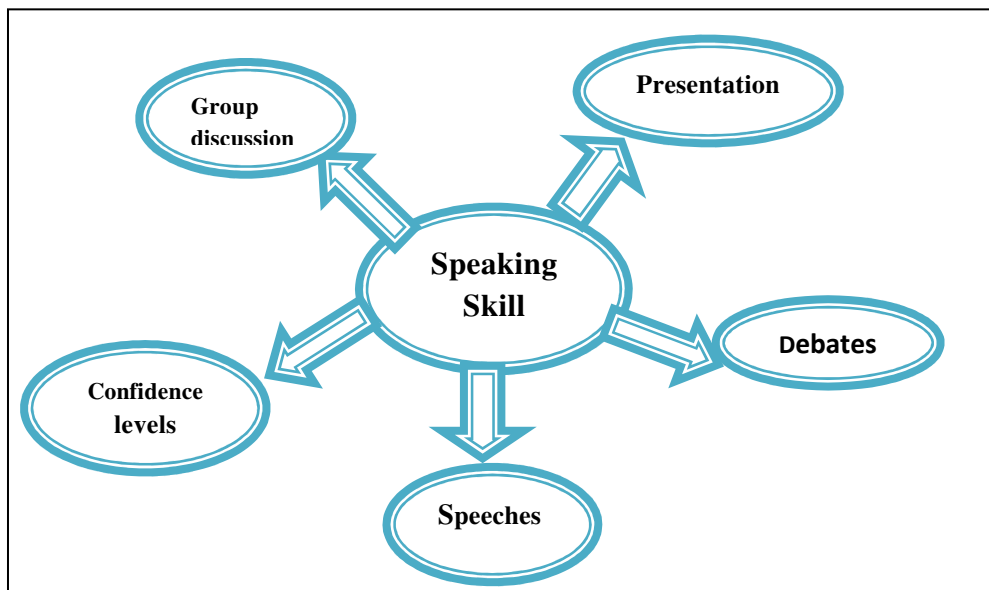 Group
discussion
Presentation
Speaking
Skill
Debates
Confidence
levels
Speeches